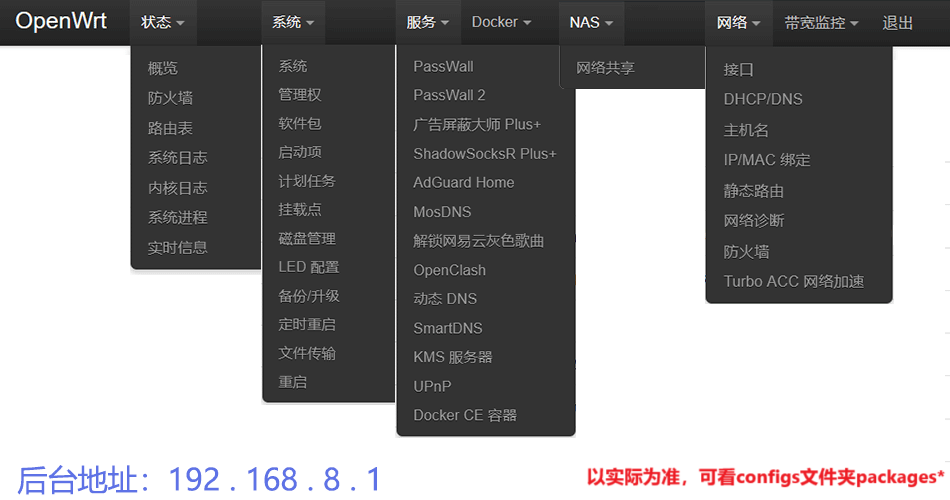 OpenWrt 状态 系统 服务 Docker NAS 网络 带宽监控 退出
概览
防火墙
路由表
系统日志
内核日志
系统进程
实时信息
系统
管理权
软件包
启动项
计划任务
挂载点
磁盘管理
LED 配置
备份/升级
定时重启
文件传输
重启
PassWall
PassWall 2
广告屏蔽大师 Plus+
ShadowSocksR Plus+
AdGuard Home
MosDNS
解锁网易云灰色歌曲
OpenClash
动态 DNS
SmartDNS
KMS 服务器
UPnP
Docker CE 容器
网络共享
接口
DHCP/DNS
主机名
IP/MAC 绑定
静态路由
网络诊断
防火墙
Turbo ACC 网络加速
后台地址：192 . 168 . 8 . 1
以实际为准，可看configs文件夹packages*